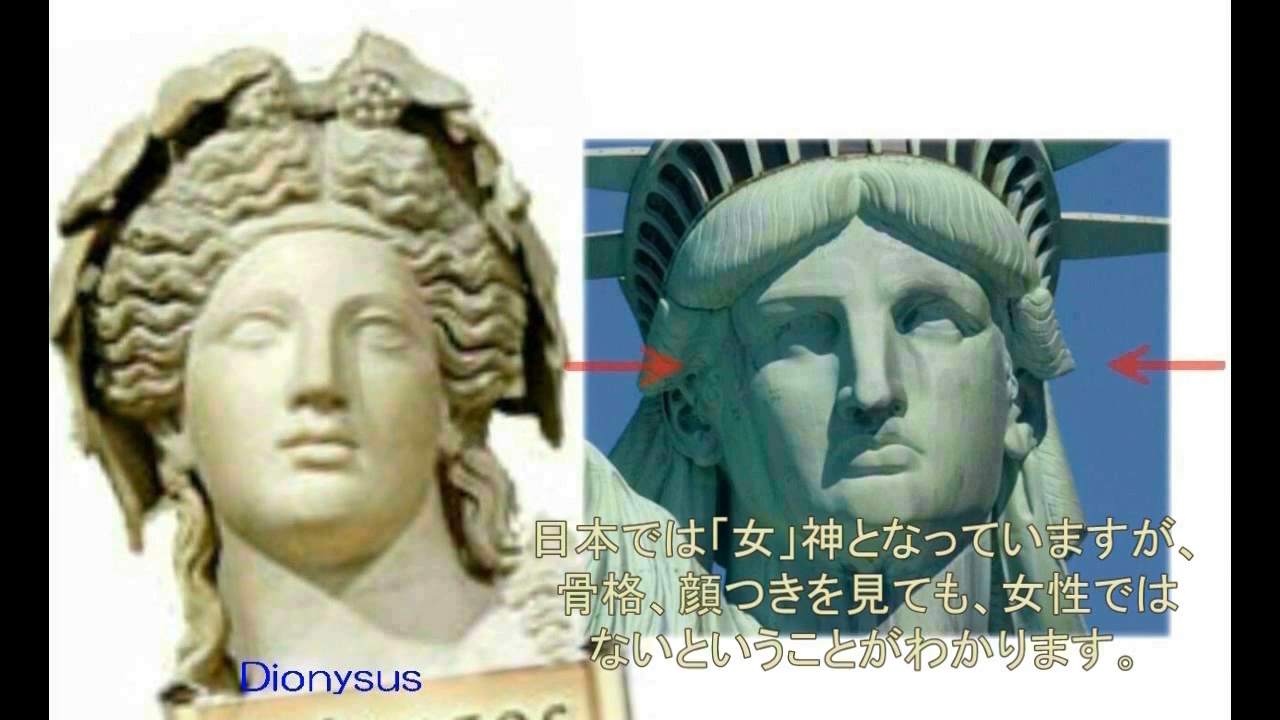 日本では「女」神となっていますが、
骨格、顔つきを見ても、女性では
ないということがわかります。
Dionysus